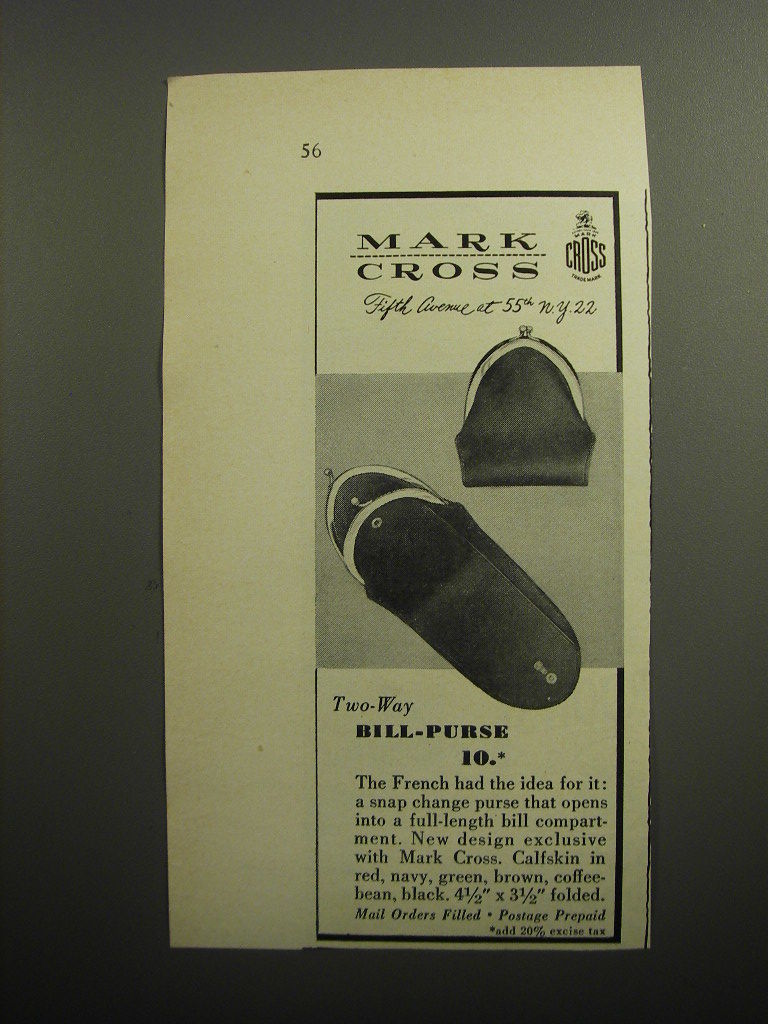 56
MARK
CROSS
MARK
CROSS
TRADE MARK
Fifth Avenue at 55th N.Y. 22
Two-Way
BILL-PURSE
10.*
The French had the idea for it:
a snap change purse that opens
into a full-length bill compart-
ment. New design exclusive
with Mark Cross. Calfskin in
red, navy, green, brown, coffee-
bean, black. 4½" x 3½" folded.
Mail Orders Filled • Postage Prepaid
*add 20% excise tax